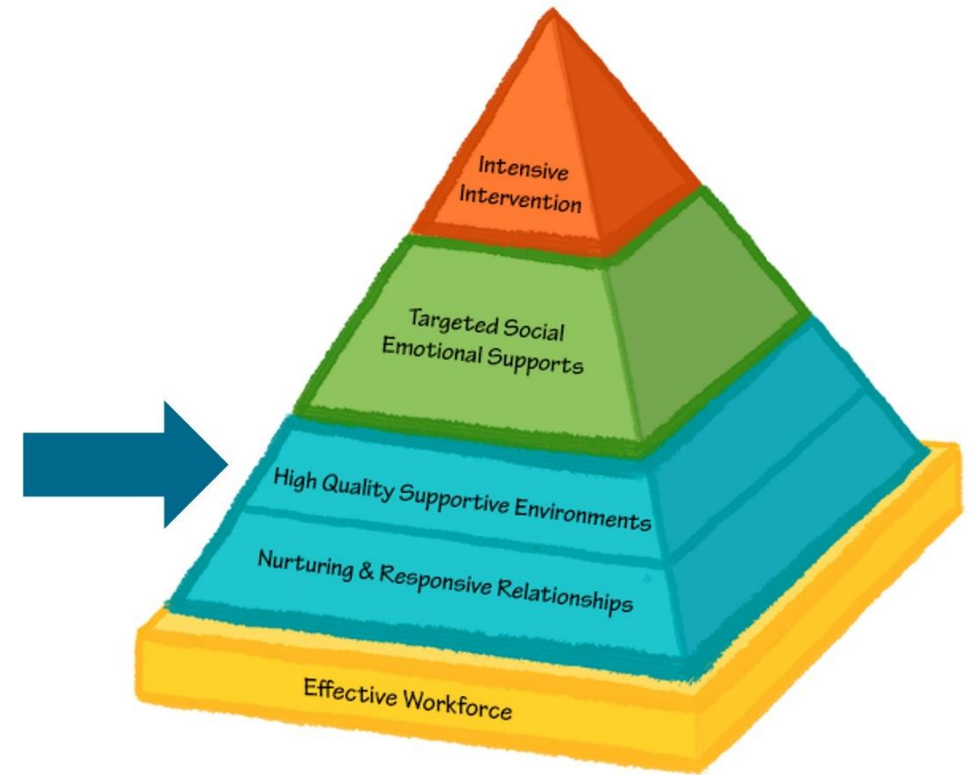 Intensive
Intervention
Targeted Social
Emotional Supports
High Quality Supportive Environments
Nurturing & Responsive Relationships
Effective Workforce